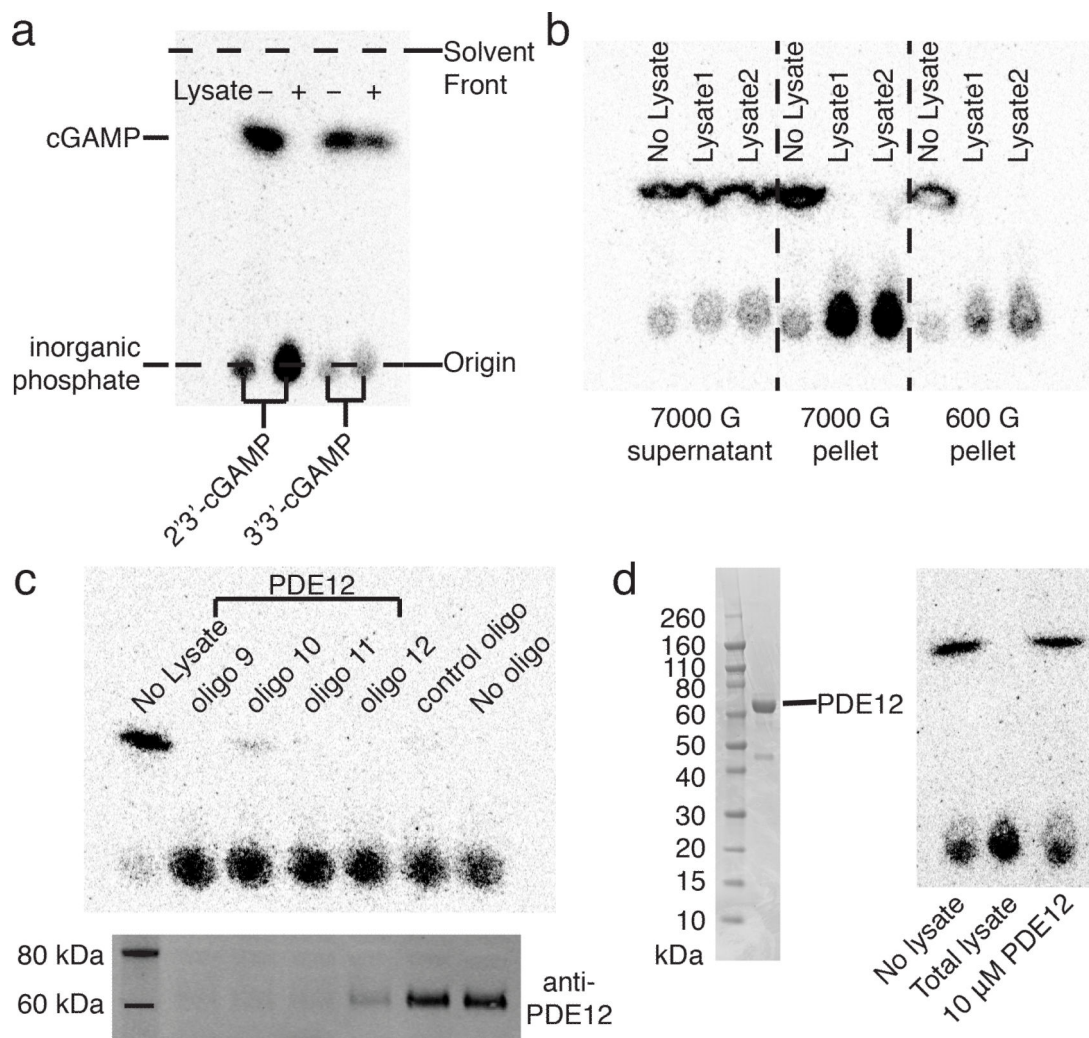 a
Solvent
Front
Lysate – + – +
cGAMP
inorganic
phosphate
Origin
2'3'-cGAMP
3'3'-cGAMP
b
No Lysate
Lysate1
Lysate2
No Lysate
Lysate1
Lysate2
No Lysate
Lysate1
Lysate2
7000 G
supernatant
7000 G
pellet
600 G
pellet
c
PDE12
No Lysate
oligo 9
oligo 10
oligo 11
oligo 12
control oligo
No oligo
80 kDa
60 kDa
anti-
PDE12
d
260
160
110
80
60
50
40
30
20
15
10
kDa
PDE12
No lysate
Total lysate
10 µM PDE12